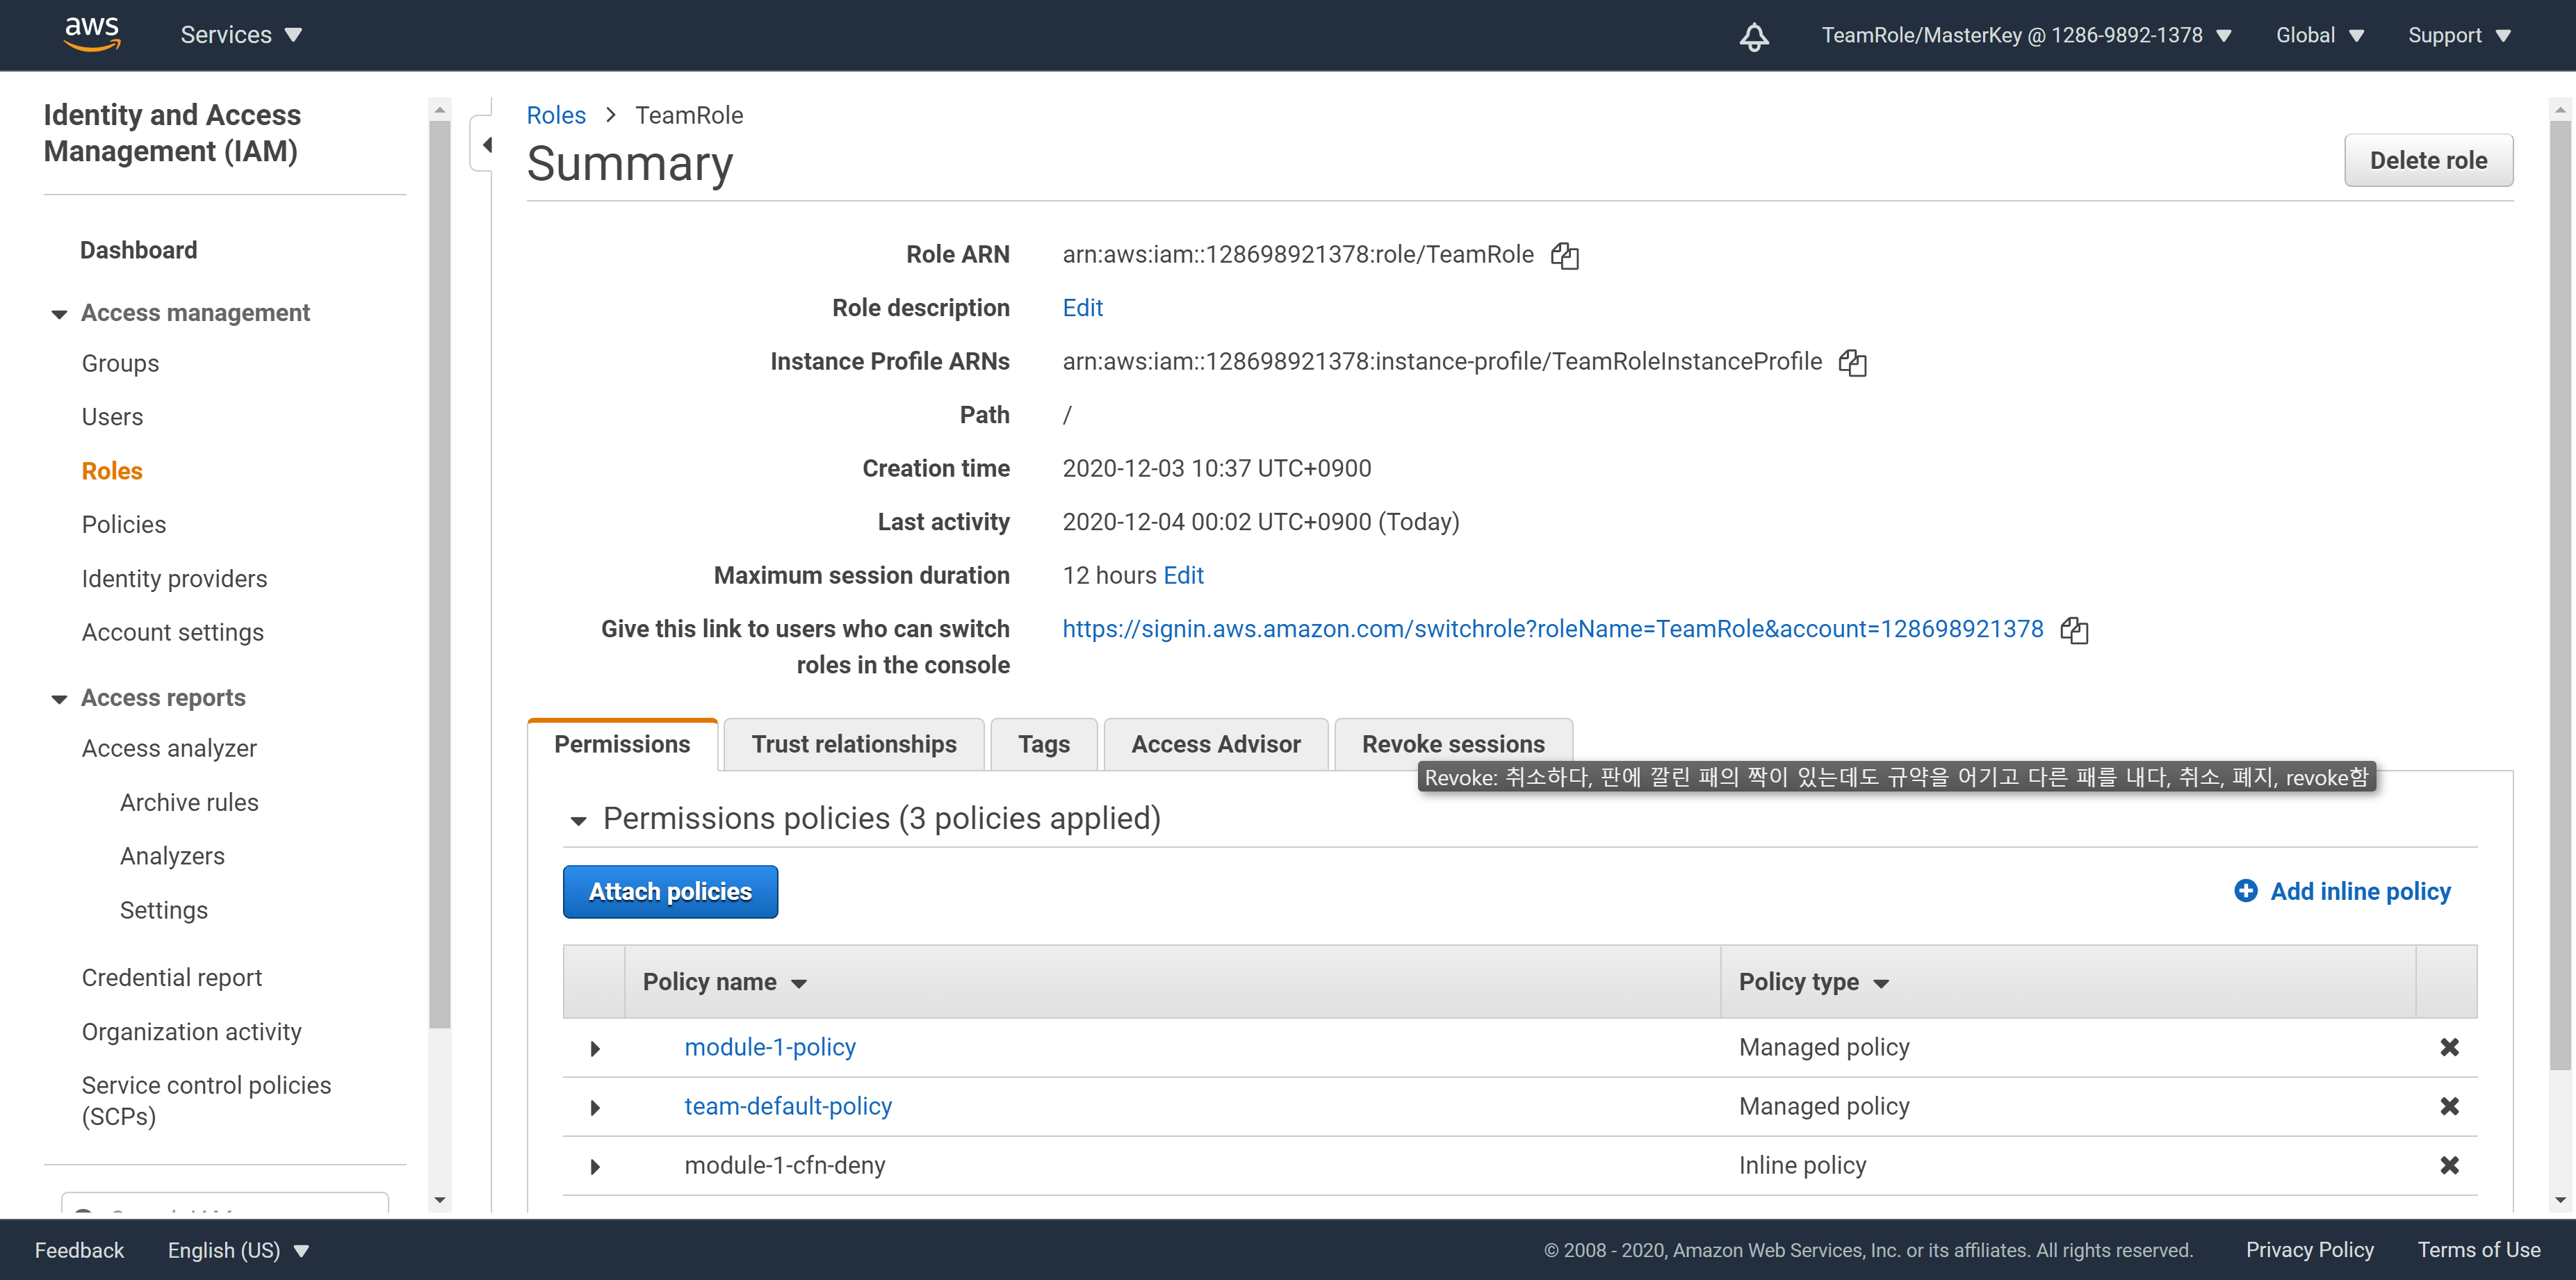 aws
Services
TeamRole/MasterKey @ 1286-9892-1378
Global
Support
Identity and Access
Management (IAM)
Dashboard
Access management
Groups
Users
Roles
Policies
Identity providers
Account settings
Access reports
Access analyzer
Archive rules
Analyzers
Settings
Credential report
Organization activity
Service control policies
(SCPs)
Roles > TeamRole
Summary
Delete role
Role ARN arn:aws:iam::128698921378:role/TeamRole
Role description Edit
Instance Profile ARNs arn:aws:iam::128698921378:instance-profile/TeamRoleInstanceProfile
Path /
Creation time 2020-12-03 10:37 UTC+0900
Last activity 2020-12-04 00:02 UTC+0900 (Today)
Maximum session duration 12 hours Edit
Give this link to users who can switch https://signin.aws.amazon.com/switchrole?roleName=TeamRole&account=128698921378
roles in the console
Permissions Trust relationships Tags Access Advisor Revoke sessions
Revoke: 취소하다, 판에 깔린 패의 짝이 있는데도 규약을 어기고 다른 패를 내다, 취소, 폐지, revoke함
Permissions policies (3 policies applied)
Attach policies Add inline policy
Policy name Policy type
module-1-policy Managed policy
team-default-policy Managed policy
module-1-cfn-deny Inline policy
Feedback English (US) © 2008 - 2020, Amazon Web Services, Inc. or its affiliates. All rights reserved. Privacy Policy Terms of Use